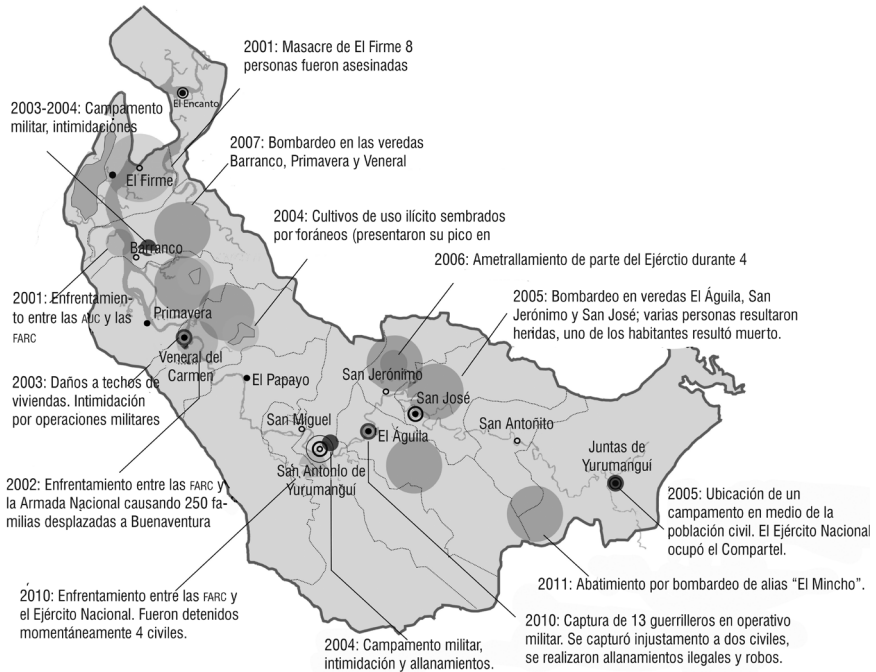 2001: Masacre de El Firme 8
personas fueron asesinadas
El Encanto
2003-2004: Campamento
militar, intimidaciones
2007: Bombardeo en las veredas
Barranco, Primavera y Veneral
El Firme
2004: Cultivos de uso ilícito sembrados
por foráneos (presentaron su pico en
Barranco
2006: Ametrallamiento de parte del Ejérctio durante 4
2001: Enfrentamien-
to entre las AUC y las
FARC
Primavera
2005: Bombardeo en veredas El Águila, San
Jerónimo y San José; varias personas resultaron
heridas, uno de los habitantes resultó muerto.
Veneral del
Carmen
2003: Daños a techos de
viviendas. Intimidación
por operaciones militares
El Papayo
San Jerónimo
San José
San Miguel
El Águila
San Antoñito
Juntas de
Yurumanguí
San Antonio de
Yurumanguí
2002: Enfrentamiento entre las FARC y
la Armada Nacional causando 250 fa-
milias desplazadas a Buenaventura
2005: Ubicación de un
campamento en medio de la
población civil. El Ejército Nacional
ocupó el Compartel.
2011: Abatimiento por bombardeo de alias “El Mincho”.
2010: Enfrentamiento entre las FARC y
el Ejército Nacional. Fueron detenidos
momentáneamente 4 civiles.
2010: Captura de 13 guerrilleros en operativo
militar. Se capturó injustamento a dos civiles,
se realizaron allanamientos ilegales y robos.
2004: Campamento militar,
intimidación y allanamientos.